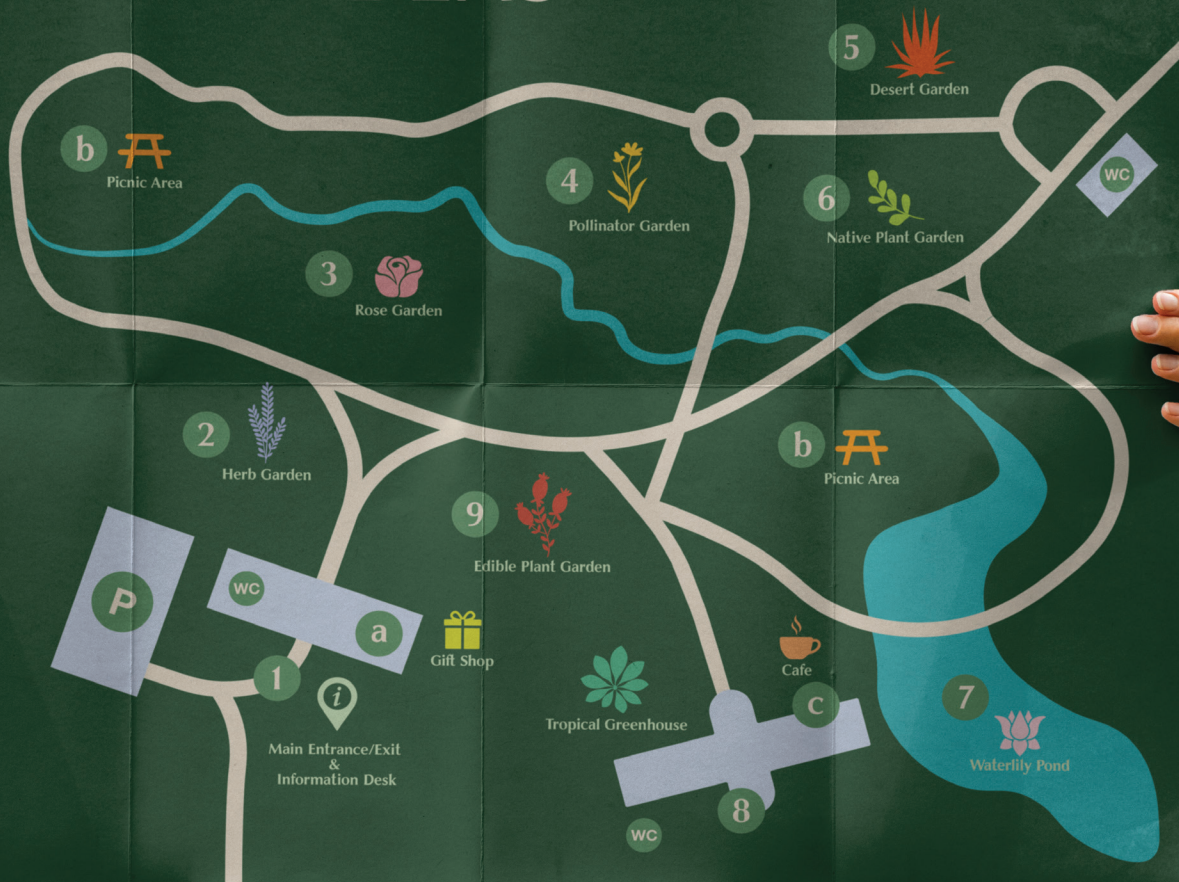 5
Desert Garden
b
Picnic Area
WC
4
Pollinator Garden
6
Native Plant Garden
3
Rose Garden
2
Herb Garden
b
Picnic Area
9
Edible Plant Garden
P
WC
a
Gift Shop
Cafe
1
i
Tropical Greenhouse
c
7
Waterlily Pond
Main Entrance/Exit
&
Information Desk
8
WC